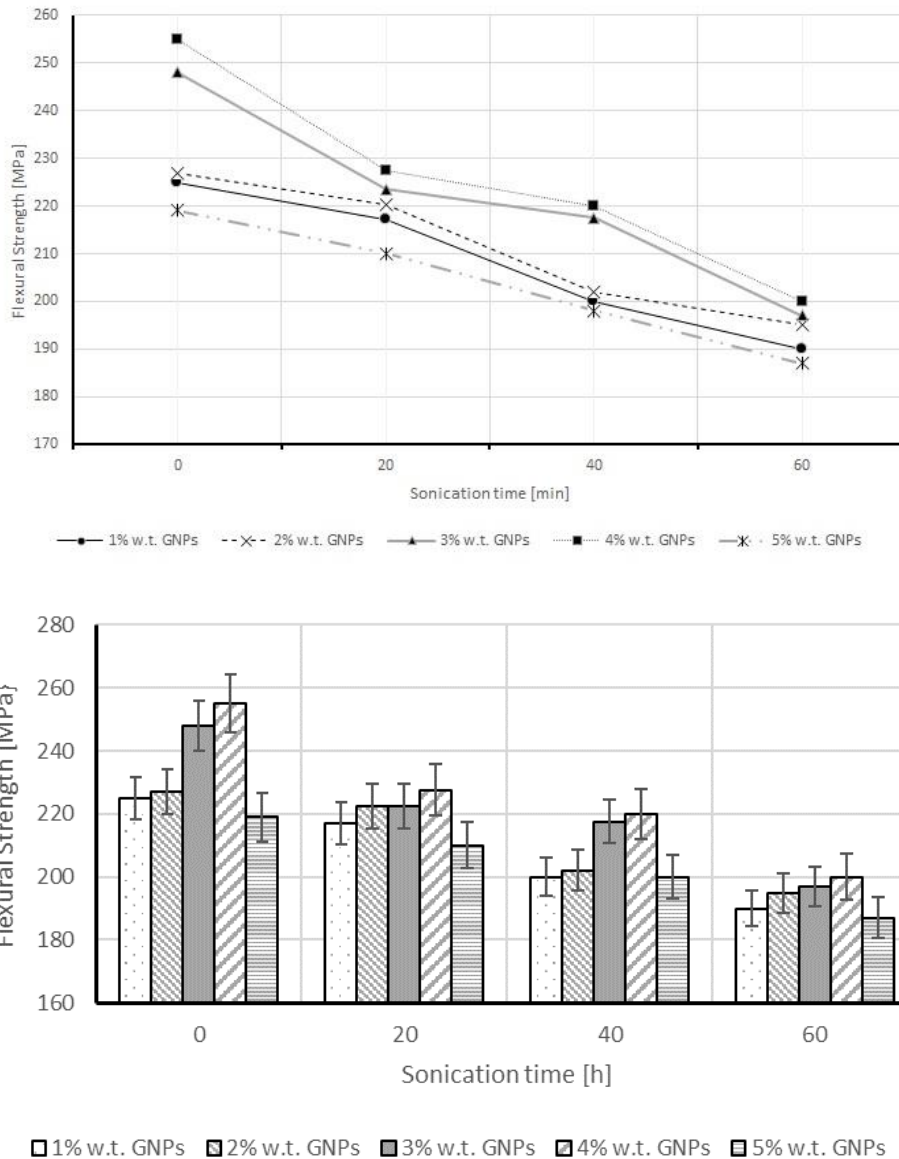 260
250
240
230
220
210
200
190
180
170
Flexural Strength [MPa]
0 20 40 60
Sonication time [min]
1% w.t. GNPs 2% w.t. GNPs 3% w.t. GNPs 4% w.t. GNPs 5% w.t. GNPs
280
260
240
220
200
180
160
Flexural Strength [MPa}
0 20 40 60
Sonication time [h]
1% w.t. GNPs 2% w.t. GNPs 3% w.t. GNPs 4% w.t. GNPs 5% w.t. GNPs